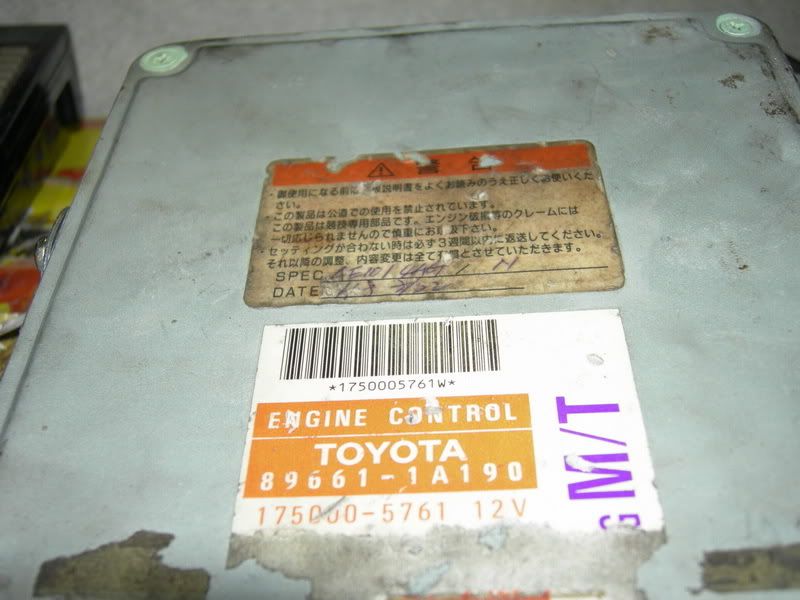 警告
・御使用になる前に取扱説明書をよくお読みのうえ正しくお使いください。
・この製品は公道での使用を禁止されています。
この製品は競技専用部品です。エンジン破損等のクレームには
一切応じられませんので慎重にお取扱下さい。
・セッティングが合わない時は必ず3週間以内に返送してください。
それ以降の調整、内容変更は全て有償とさせていただきます。
SPEC AE101 4AG / M
DATE
*1750005761W*
ENGINE CONTROL
TOYOTA
89661-1A190
175000-5761 12V
M/T
G